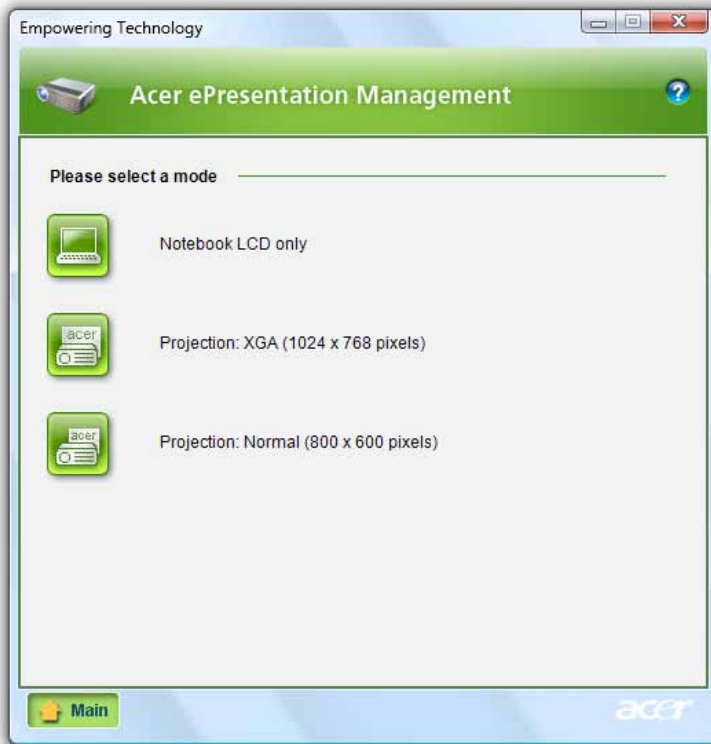 Empowering Technology
Acer ePresentation Management
?
Please select a mode
Notebook LCD only
acer
Projection: XGA (1024 x 768 pixels)
acer
Projection: Normal (800 x 600 pixels)
Main
acer